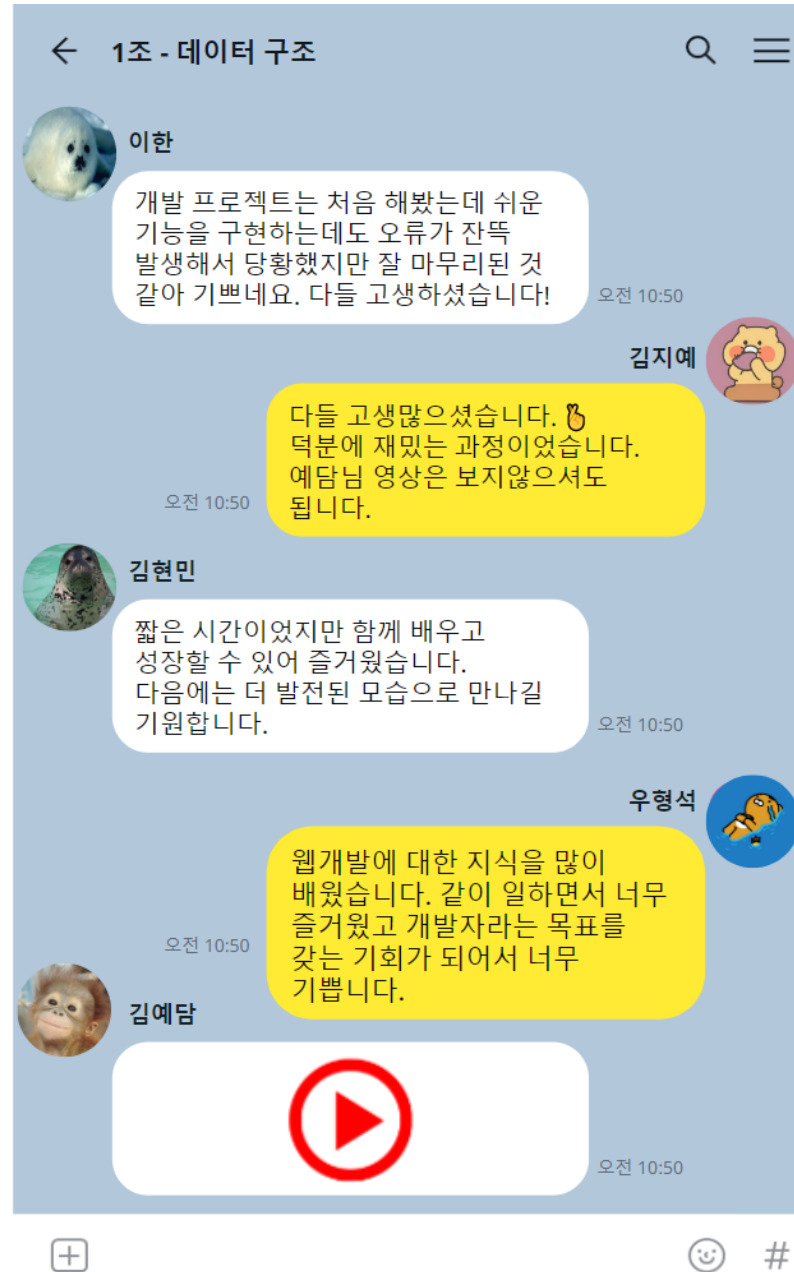 1조 - 데이터 구조
이한
개발 프로젝트는 처음 해봤는데 쉬운
기능을 구현하는데도 오류가 잔뜩
발생해서 당황했지만 잘 마무리된 것
같아 기쁘네요. 다들 고생하셨습니다!
오전 10:50
김지예
다들 고생많으셨습니다.🫰
덕분에 재밌는 과정이었습니다.
예담님 영상은 보지않으셔도
됩니다.
오전 10:50
김현민
짧은 시간이었지만 함께 배우고
성장할 수 있어 즐거웠습니다.
다음에는 더 발전된 모습으로 만나길
기원합니다.
오전 10:50
우형석
웹개발에 대한 지식을 많이
배웠습니다. 같이 일하면서 너무
즐거웠고 개발자라는 목표를
갖는 기회가 되어서 너무
기쁩니다.
오전 10:50
김예담
오전 10:50
#